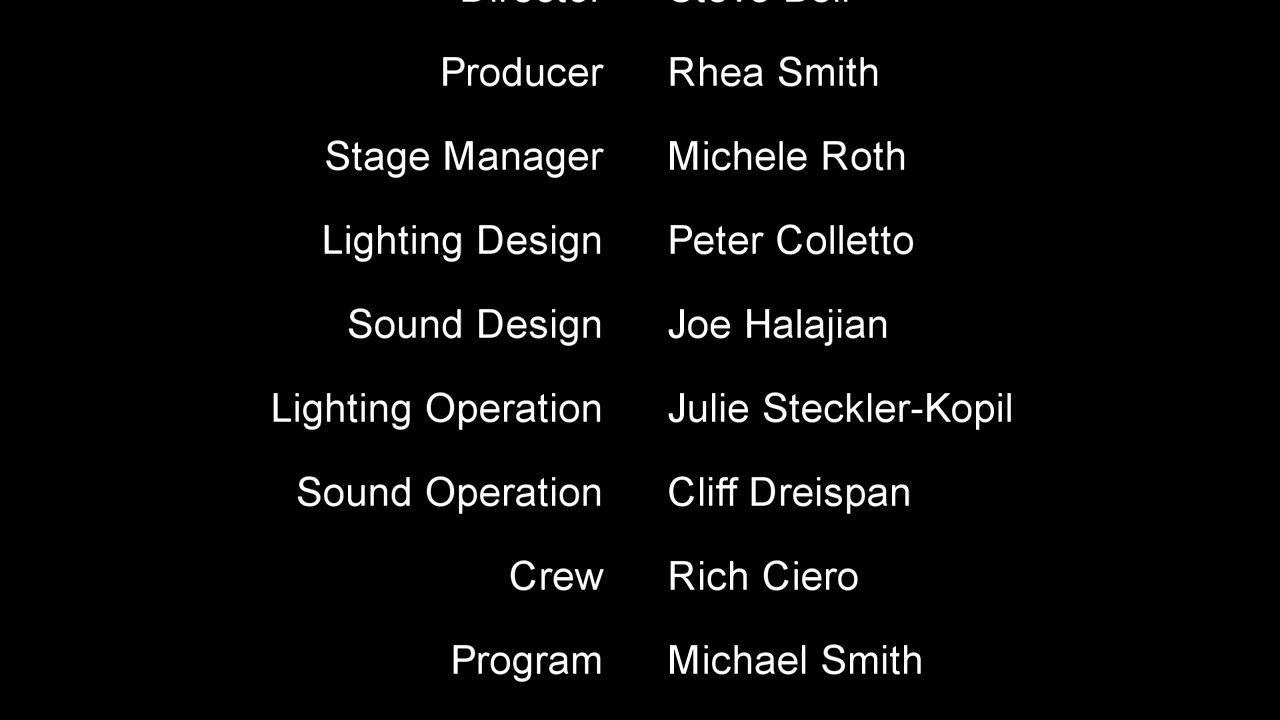 Director Steve Bell
Producer Rhea Smith
Stage Manager Michele Roth
Lighting Design Peter Colletto
Sound Design Joe Halajian
Lighting Operation Julie Steckler-Kopil
Sound Operation Cliff Dreispan
Crew Rich Ciero
Program Michael Smith